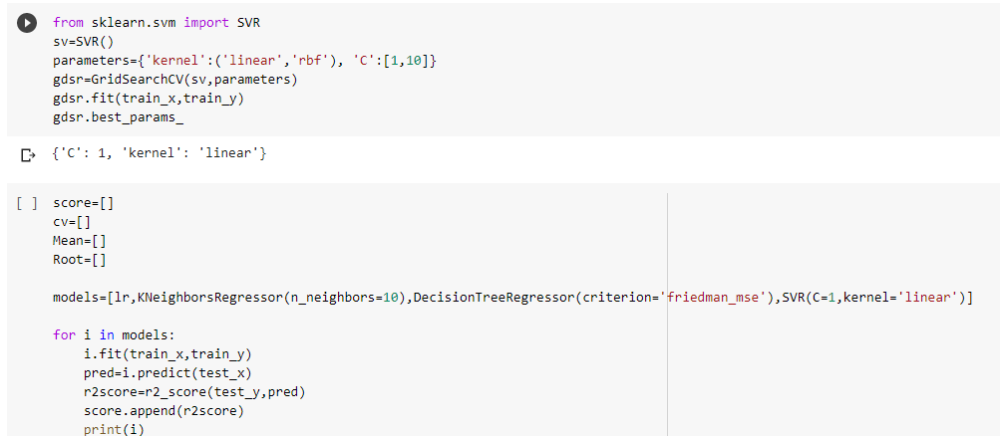 from sklearn.svm import SVR
sv=SVR()
parameters={'kernel':('linear','rbf'), 'C':[1,10]}
gdsr=GridSearchCV(sv,parameters)
gdsr.fit(train_x,train_y)
gdsr.best_params_
{'C': 1, 'kernel': 'linear'}
[ ] score=[]
cv=[]
Mean=[]
Root=[]
models=[lr,KNeighborsRegressor(n_neighbors=10),DecisionTreeRegressor(criterion='friedman_mse'),SVR(C=1,kernel='linear')]
for i in models:
    i.fit(train_x,train_y)
    pred=i.predict(test_x)
    r2score=r2_score(test_y,pred)
    score.append(r2score)
    print(i)